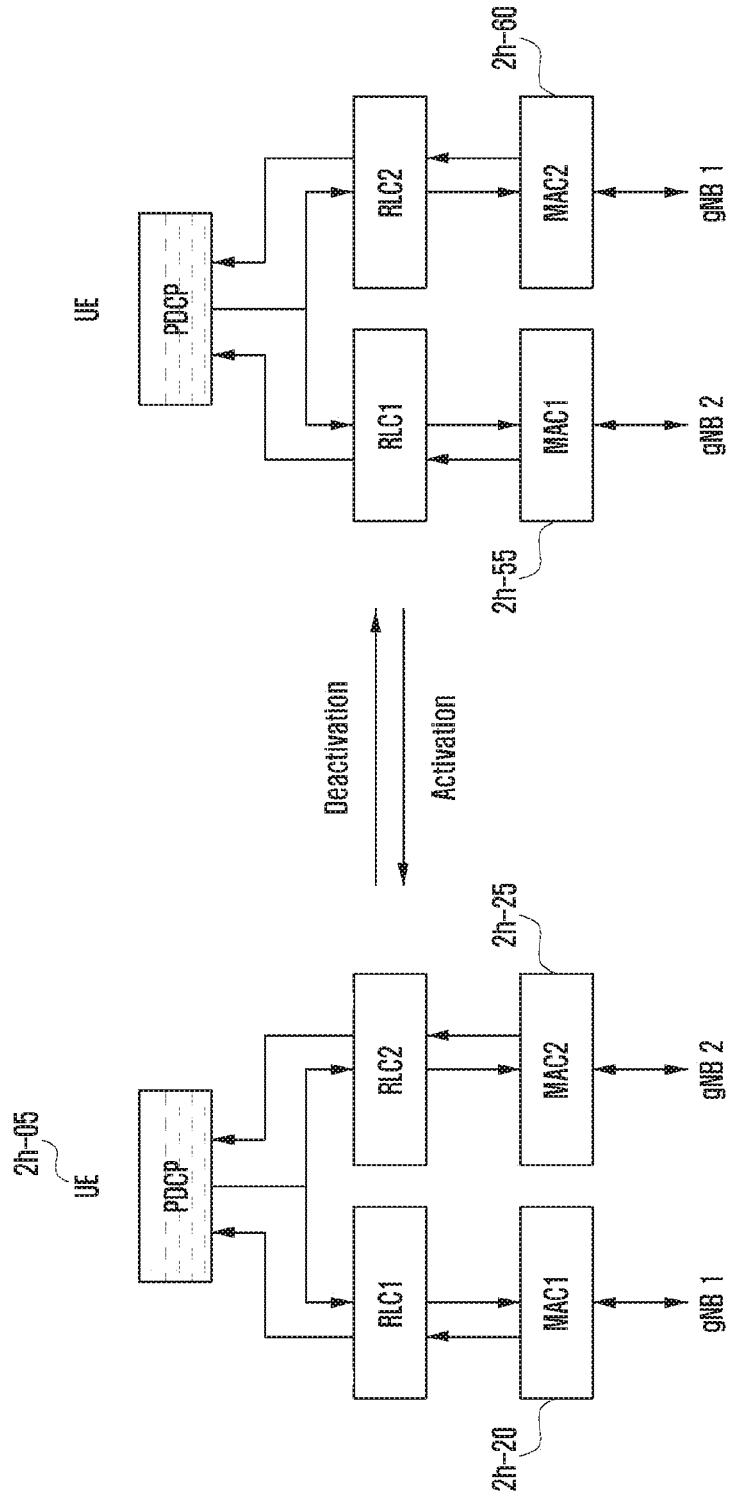 2h-05
UE
PDCP
RLC1
RLC2
2h-20
MAC1
MAC2
2h-25
gNB 1
gNB 2
Deactivation
Activation
UE
PDCP
RLC1
RLC2
2h-55
MAC1
MAC2
2h-60
gNB 2
gNB 1